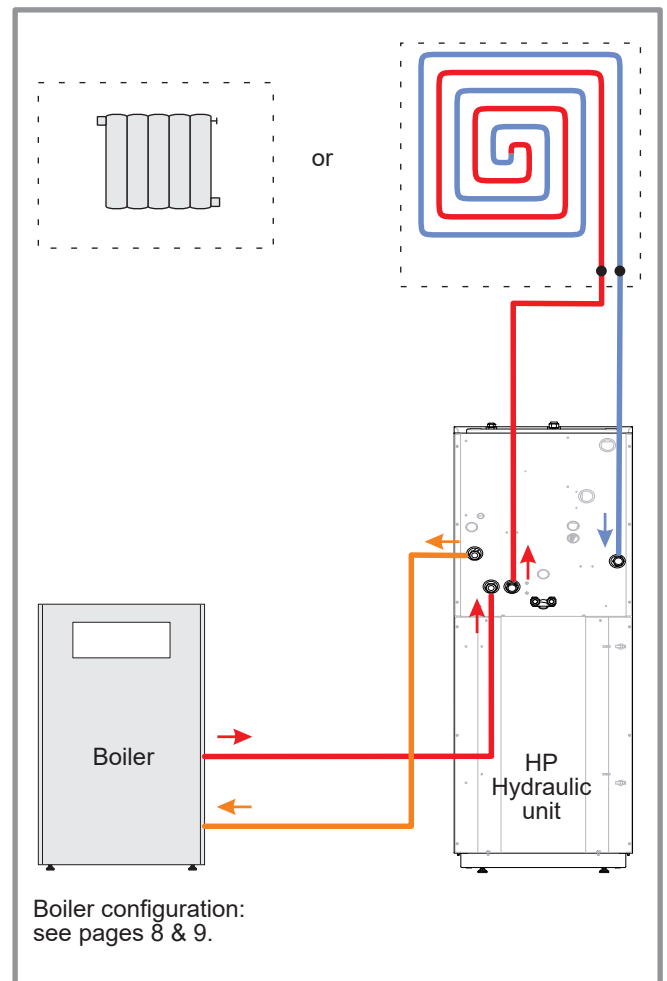 or
Boiler
HP
Hydraulic
unit
Boiler configuration:
see pages 8 & 9.